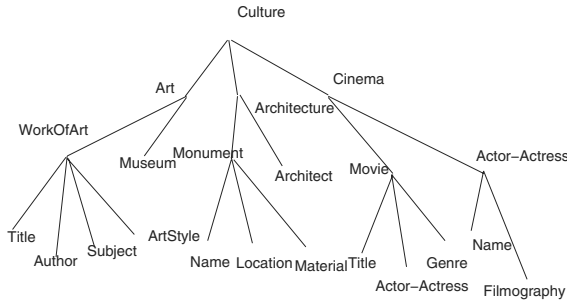 Culture
Art
Architecture
Cinema
WorkOfArt
Museum
Monument
Architect
Movie
Actor–Actress
Title
Author
Subject
ArtStyle
Name
Location
Material
Title
Actor–Actress
Genre
Name
Filmography